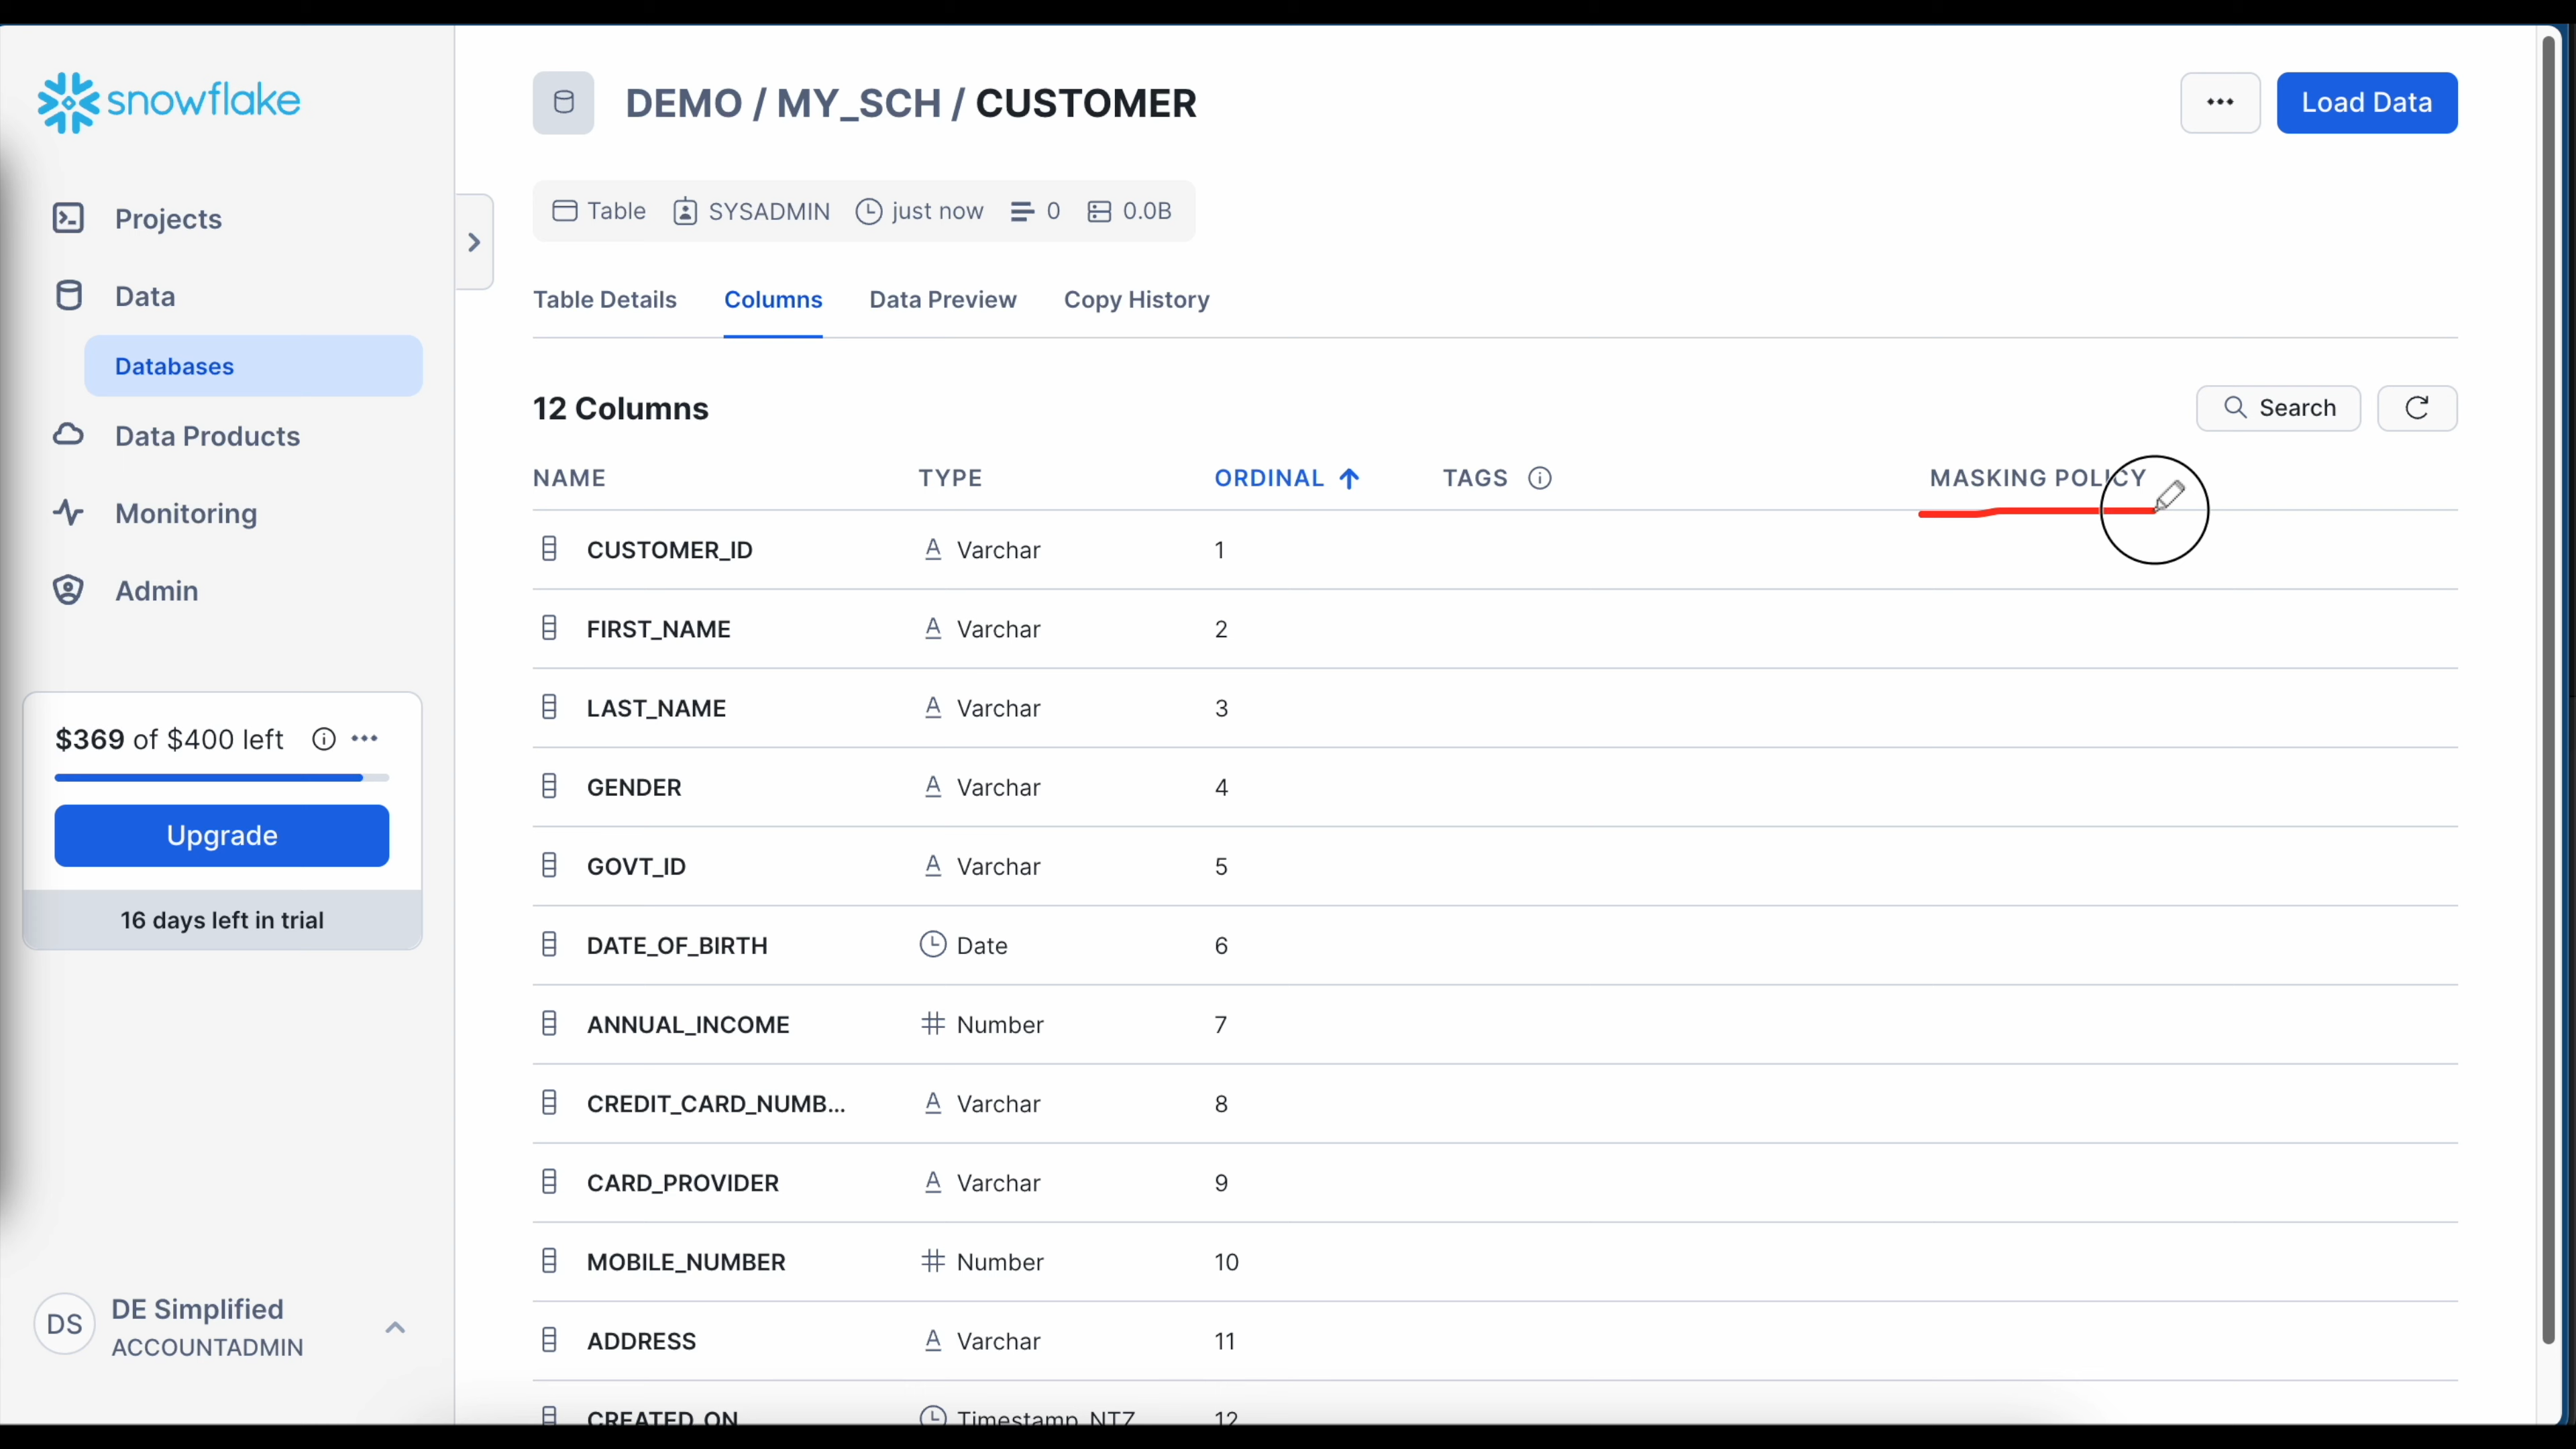 snowflake
Projects
Data
Databases
Data Products
Monitoring
Admin
$369 of $400 left
Upgrade
16 days left in trial
DS
DE Simplified
ACCOUNTADMIN
DEMO / MY_SCH / CUSTOMER
Load Data
Table SYSADMIN just now 0 0.0B
Table Details Columns Data Preview Copy History
12 Columns
Search
NAME TYPE ORDINAL TAGS MASKING POLICY
CUSTOMER_ID A Varchar 1
FIRST_NAME A Varchar 2
LAST_NAME A Varchar 3
GENDER A Varchar 4
GOVT_ID A Varchar 5
DATE_OF_BIRTH Date 6
ANNUAL_INCOME # Number 7
CREDIT_CARD_NUMB... A Varchar 8
CARD_PROVIDER A Varchar 9
MOBILE_NUMBER # Number 10
ADDRESS A Varchar 11
CREATED_ON Timestamp_NTZ 12